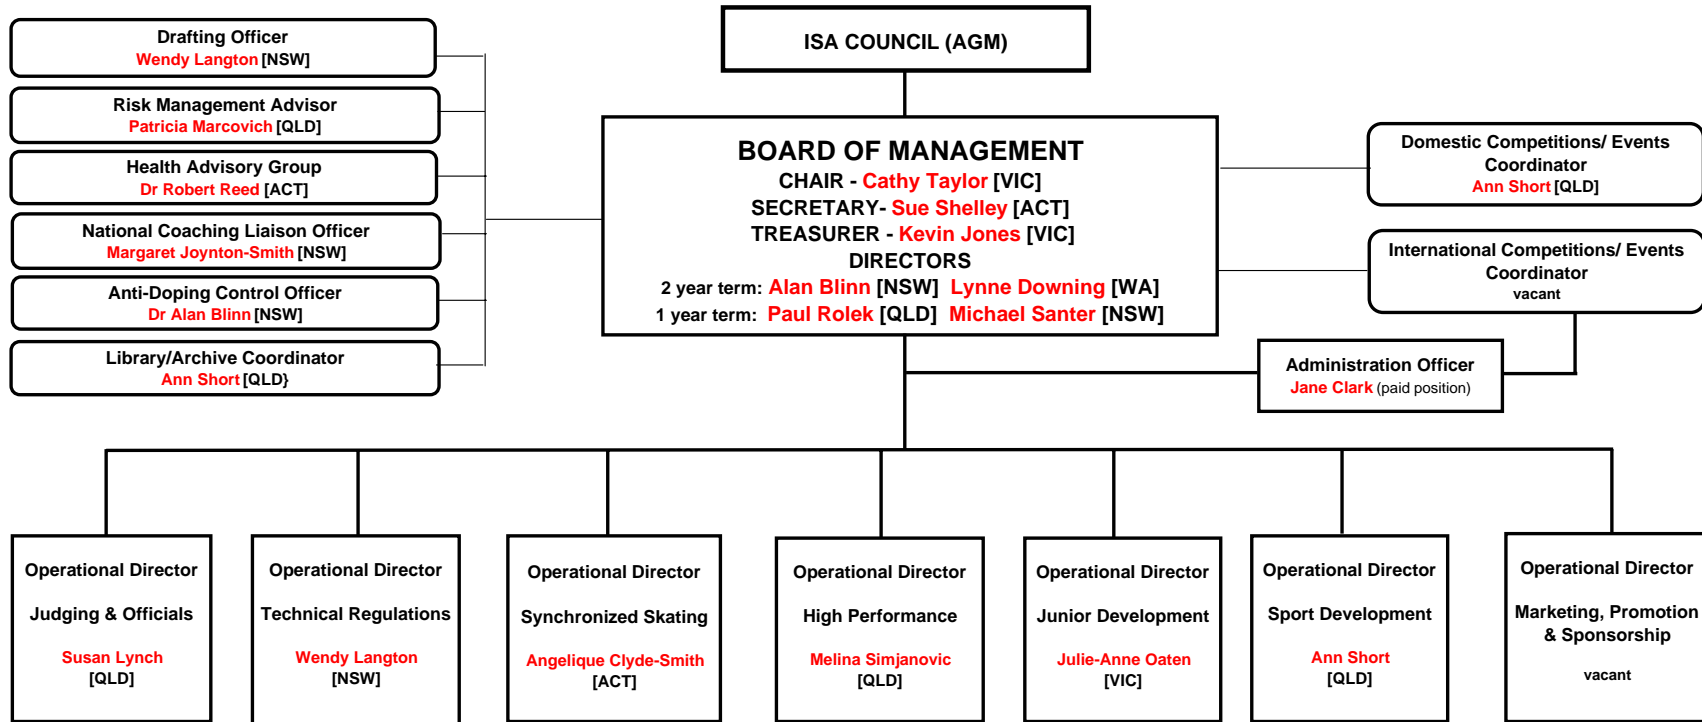 ISA COUNCIL (AGM)
Drafting Officer
Wendy Langton [NSW]
Risk Management Advisor
Patricia Marcovich [QLD]
Health Advisory Group
Dr Robert Reed [ACT]
National Coaching Liaison Officer
Margaret Joynton-Smith [NSW]
Anti-Doping Control Officer
Dr Alan Blinn [NSW]
Library/Archive Coordinator
Ann Short [QLD}
BOARD OF MANAGEMENT
CHAIR - Cathy Taylor [VIC]
SECRETARY- Sue Shelley [ACT]
TREASURER - Kevin Jones [VIC]
DIRECTORS
2 year term: Alan Blinn [NSW] Lynne Downing [WA]
1 year term: Paul Rolek [QLD] Michael Santer [NSW]
Domestic Competitions/ Events
Coordinator
Ann Short [QLD]
International Competitions/ Events
Coordinator
vacant
Administration Officer
Jane Clark (paid position)
Operational Director
Judging & Officials
Susan Lynch
[QLD]
Operational Director
Technical Regulations
Wendy Langton
[NSW]
Operational Director
Synchronized Skating
Angelique Clyde-Smith
[ACT]
Operational Director
High Performance
Melina Simjanovic
[QLD]
Operational Director
Junior Development
Julie-Anne Oaten
[VIC]
Operational Director
Sport Development
Ann Short
[QLD]
Operational Director
Marketing, Promotion
& Sponsorship
vacant